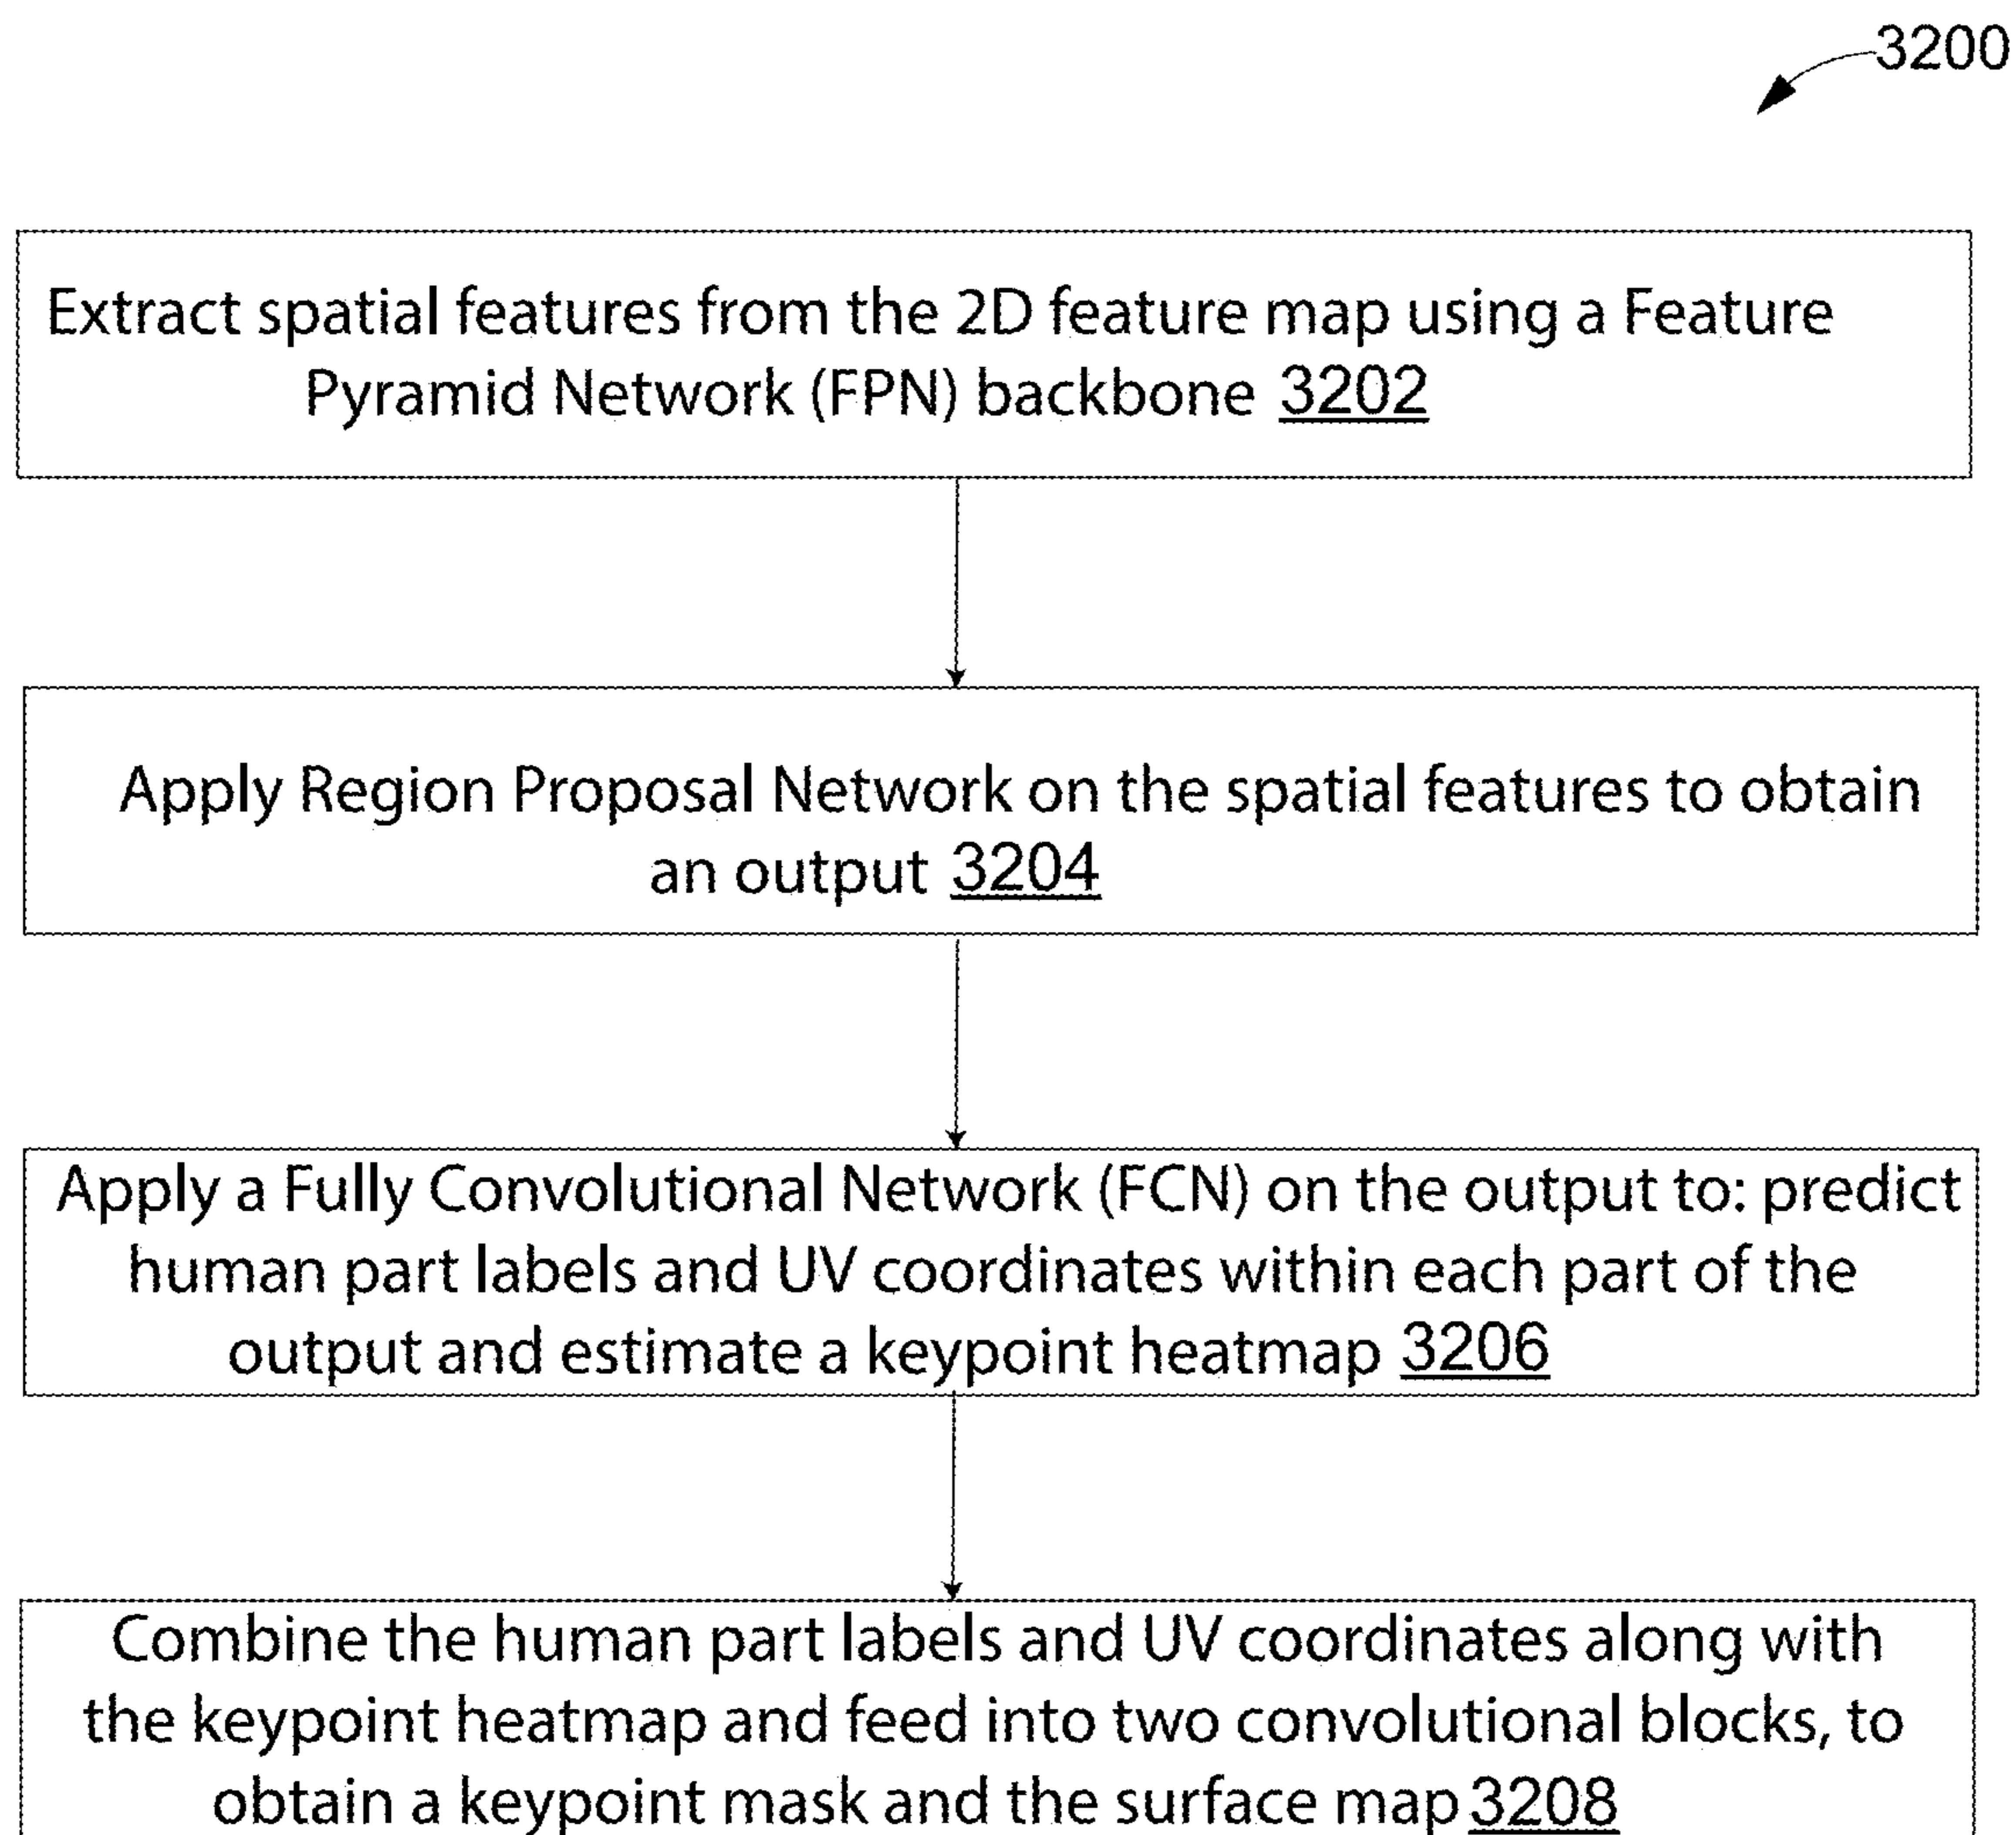 3200
Extract spatial features from the 2D feature map using a Feature
Pyramid Network (FPN) backbone 3202
Apply Region Proposal Network on the spatial features to obtain
an output 3204
Apply a Fully Convolutional Network (FCN) on the output to: predict
human part labels and UV coordinates within each part of the
output and estimate a keypoint heatmap 3206
Combine the human part labels and UV coordinates along with
the keypoint heatmap and feed into two convolutional blocks, to
obtain a keypoint mask and the surface map 3208